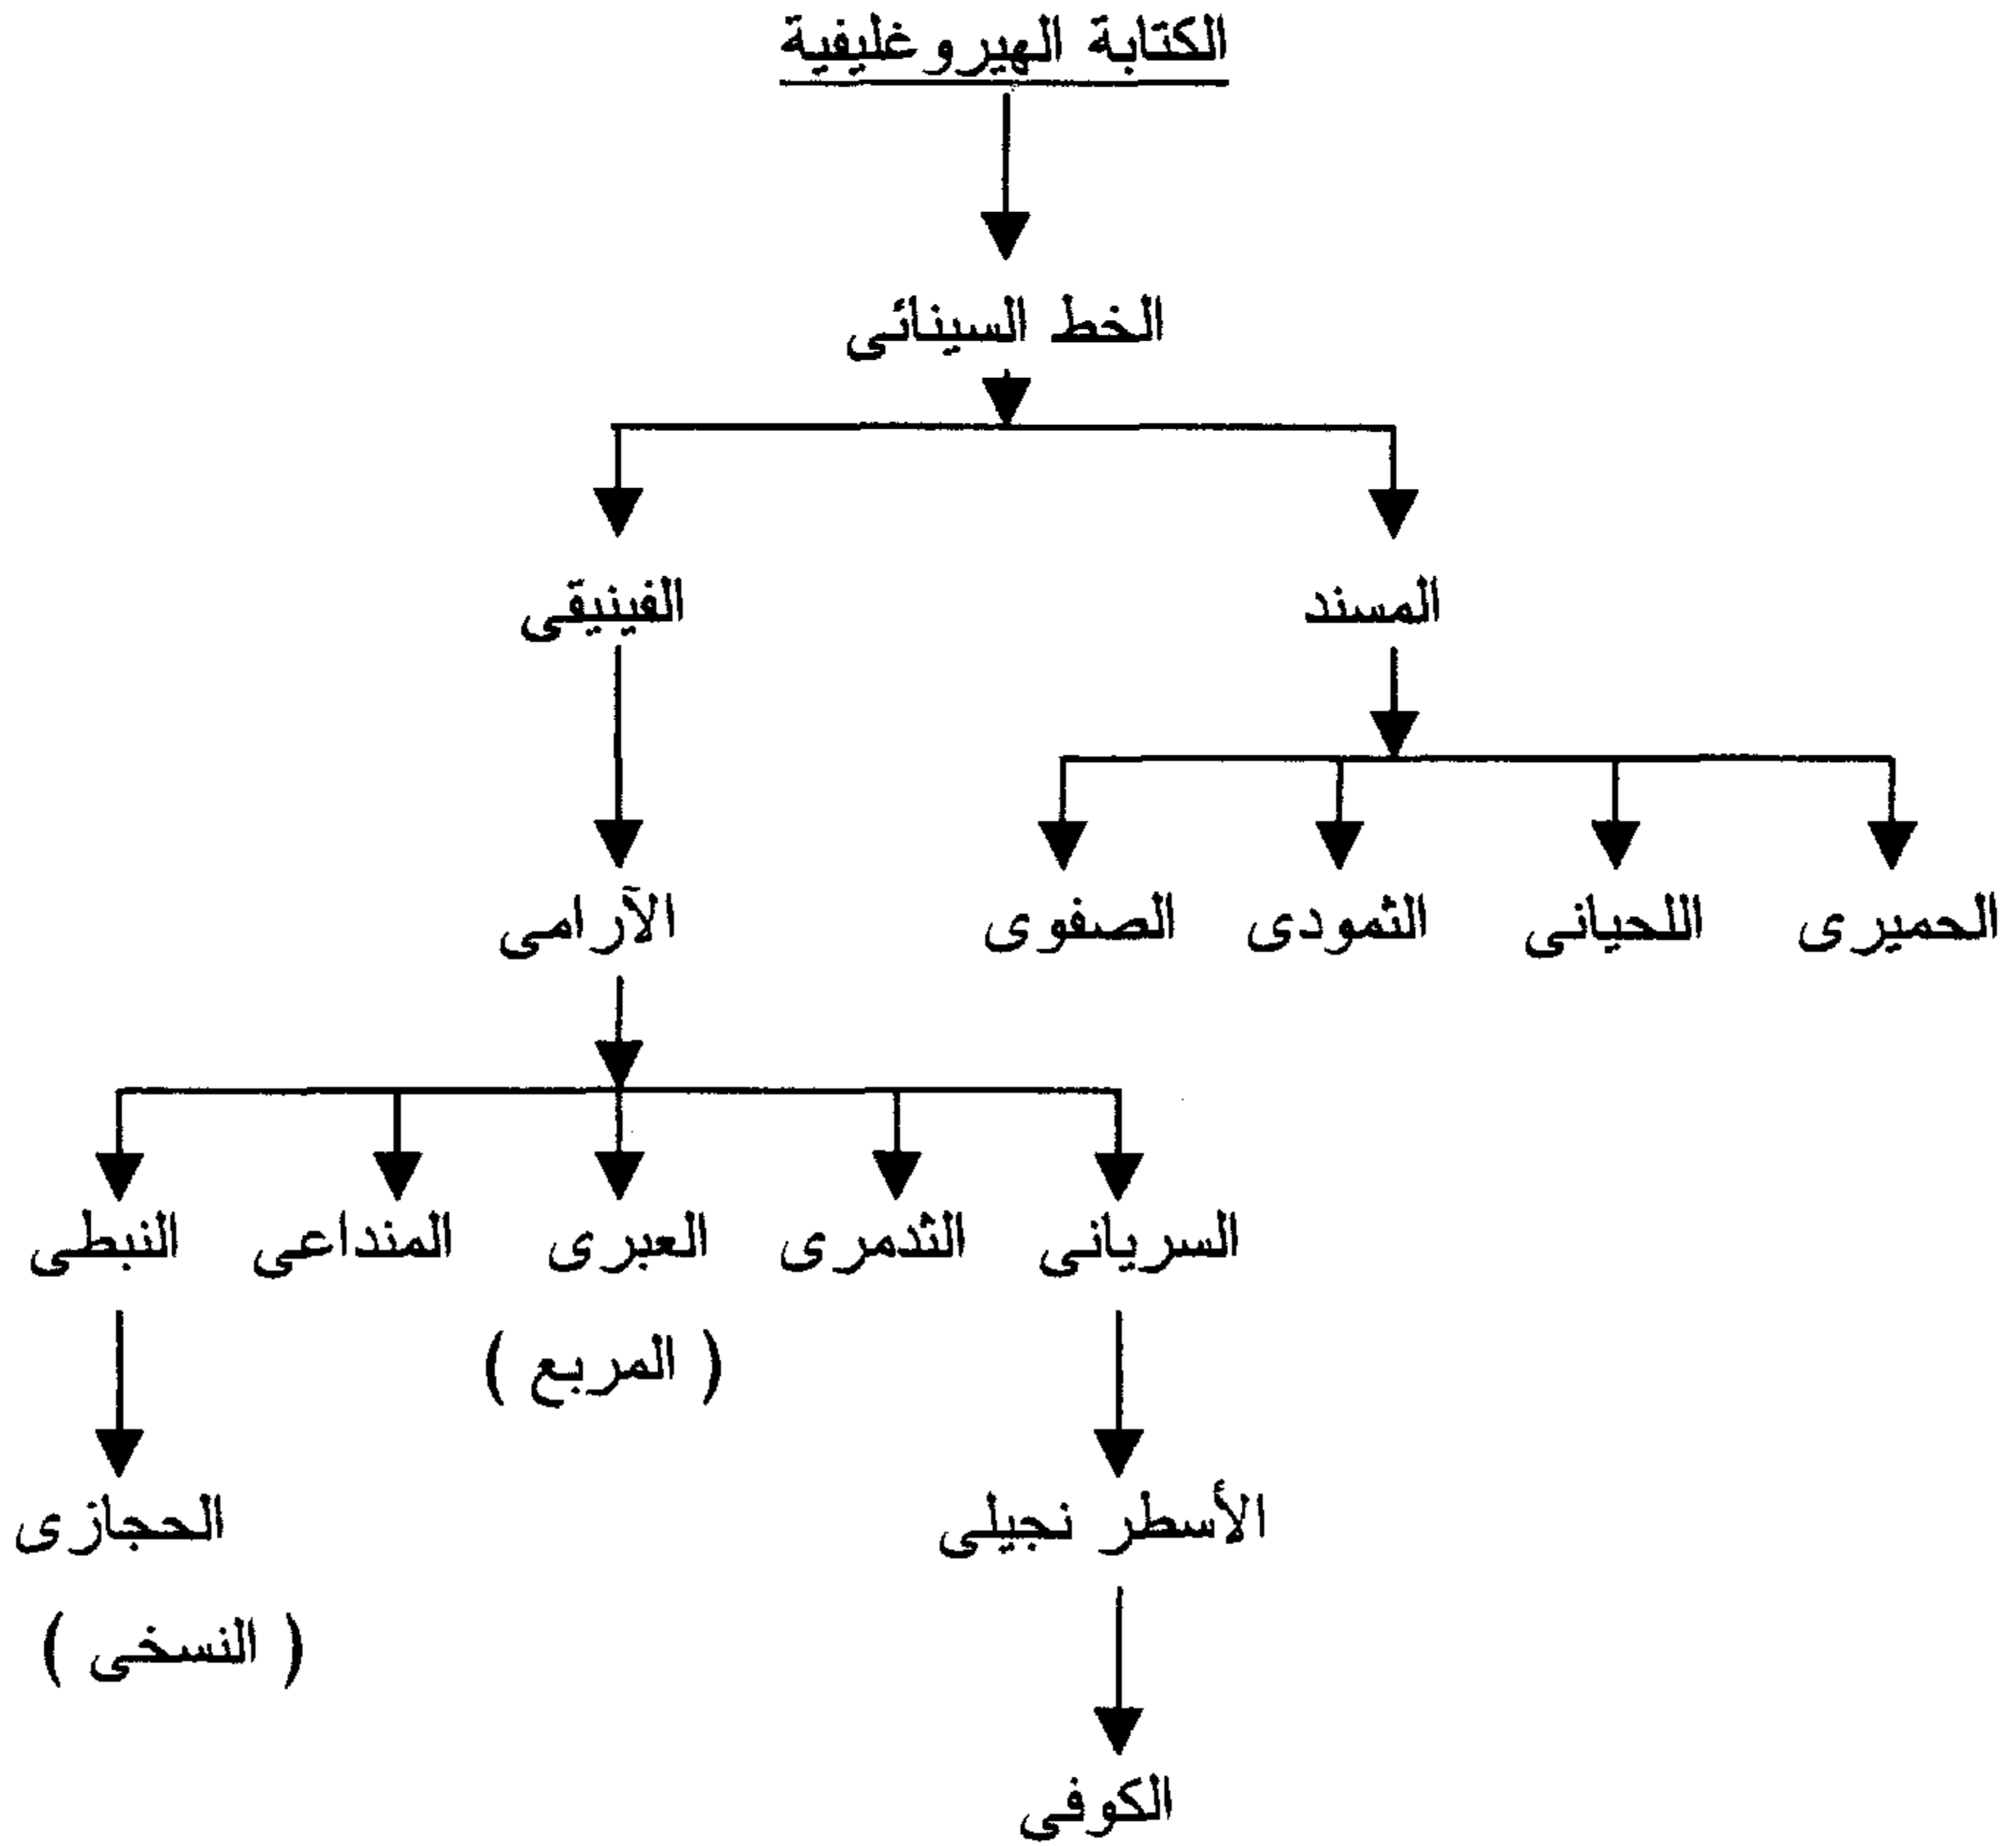 الكتابة الهيروغليفية
الخط السينائى
المسند
الفينيقى
الحميرى
اللحيانى
الثمودى
الصفوى
الآرامى
السريانى
التدمرى
العبرى
( المربع )
المنداعى
النبطى
الأسطر نجيلى
الحجازى
( النسخى )
الكوفى